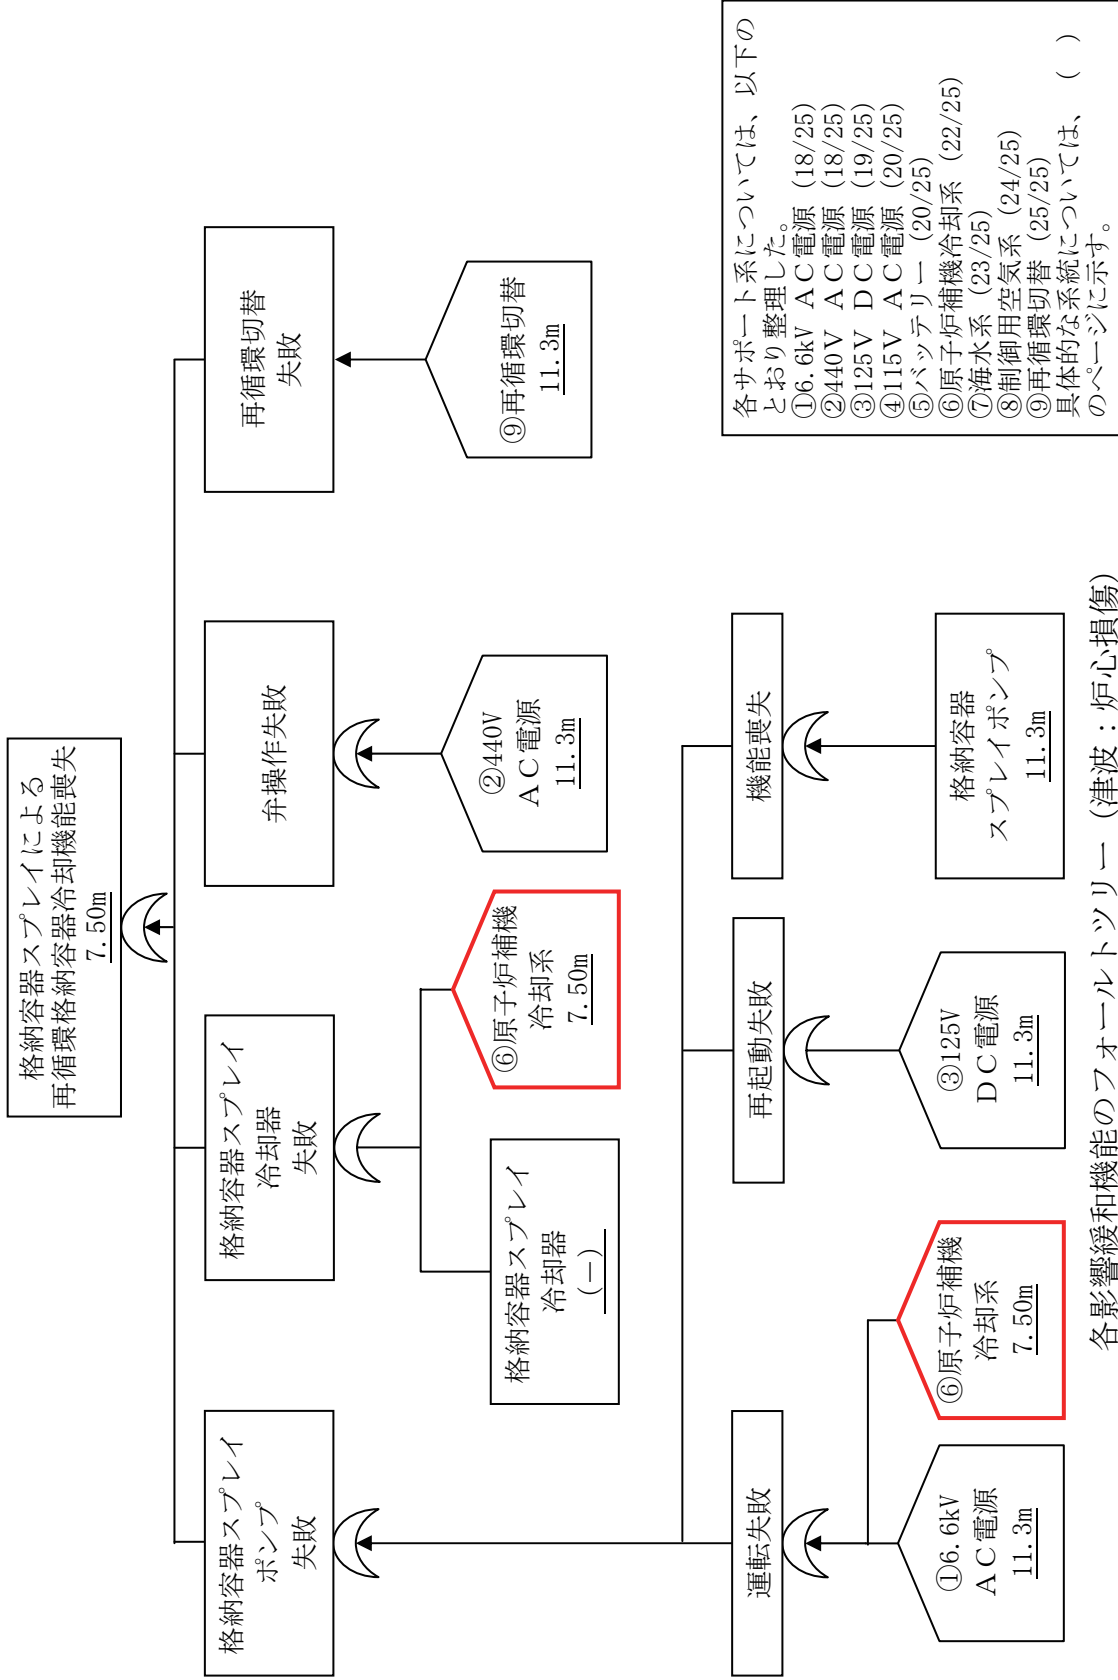 格納容器スプレイによる
再循環格納容器冷却機能喪失
7.50m
格納容器スプレイ
ポンプ
失敗
格納容器スプレイ
冷却器
失敗
弁操作失敗
再循環切替
失敗
格納容器スプレイ
冷却器
(－)
⑥原子炉補機
冷却系
7.50m
②440V
ＡＣ電源
11.3m
⑨再循環切替
11.3m
運転失敗
再起動失敗
機能喪失
①6.6kV
ＡＣ電源
11.3m
⑥原子炉補機
冷却系
7.50m
③125V
ＤＣ電源
11.3m
格納容器
スプレイポンプ
11.3m
各サポート系については、以下の
とおり整理した。
①6.6kV ＡＣ電源 (18/25)
②440V ＡＣ電源 (18/25)
③125V ＤＣ電源 (19/25)
④115V ＡＣ電源 (20/25)
⑤バッテリー (20/25)
⑥原子炉補機冷却系 (22/25)
⑦海水系 (23/25)
⑧制御用空気系 (24/25)
⑨再循環切替 (25/25)
具体的な系統については、( )
のページに示す。
各影響緩和機能のフォールトツリー（津波：炉心損傷）